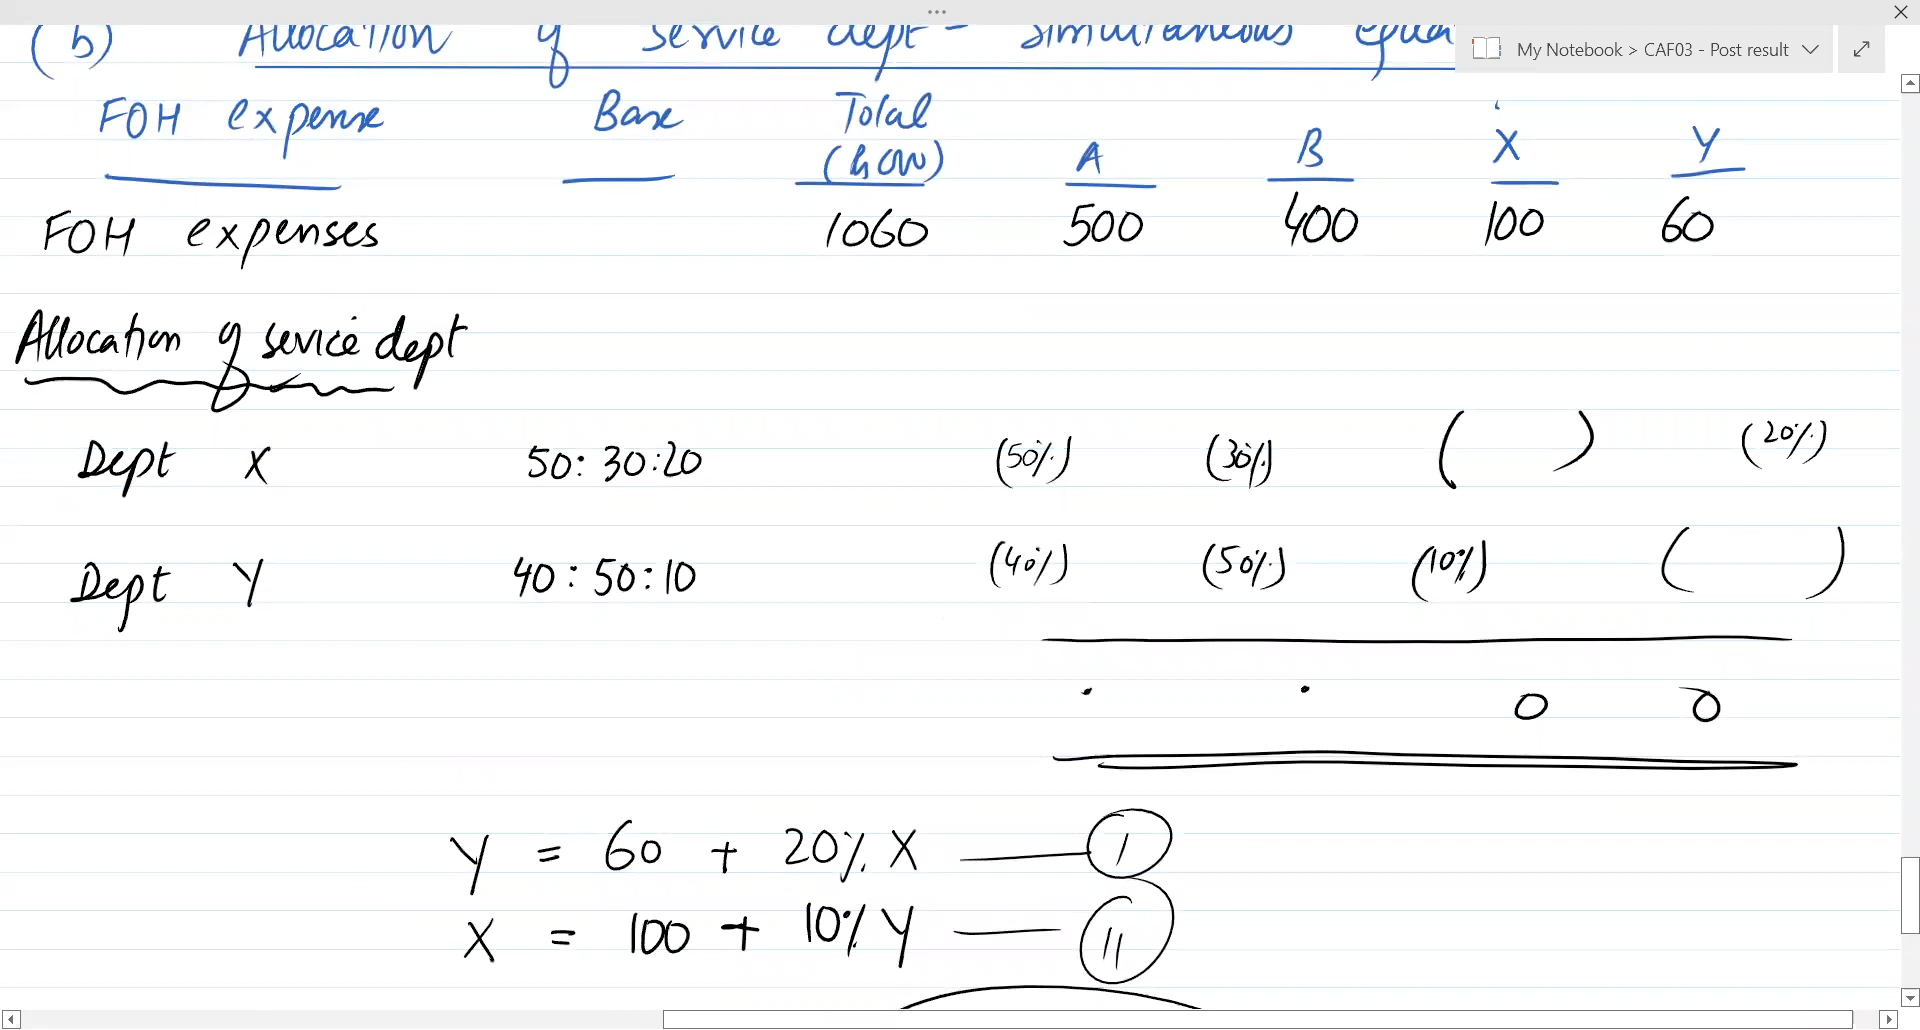 (b) Allocation of service dept - Simultaneous equa
My Notebook > CAF03 - Post result
FOH expense Base Total A B X Y
FOH expenses 1060 500 400 100 60
Allocation of service dept
Dept X 50:30:20 (50%) (30%) ( ) (20%)
Dept Y 40:50:10 (40%) (50%) (10%) ( )
0 0
Y = 60 + 20% X — I
X = 100 + 10% Y — II